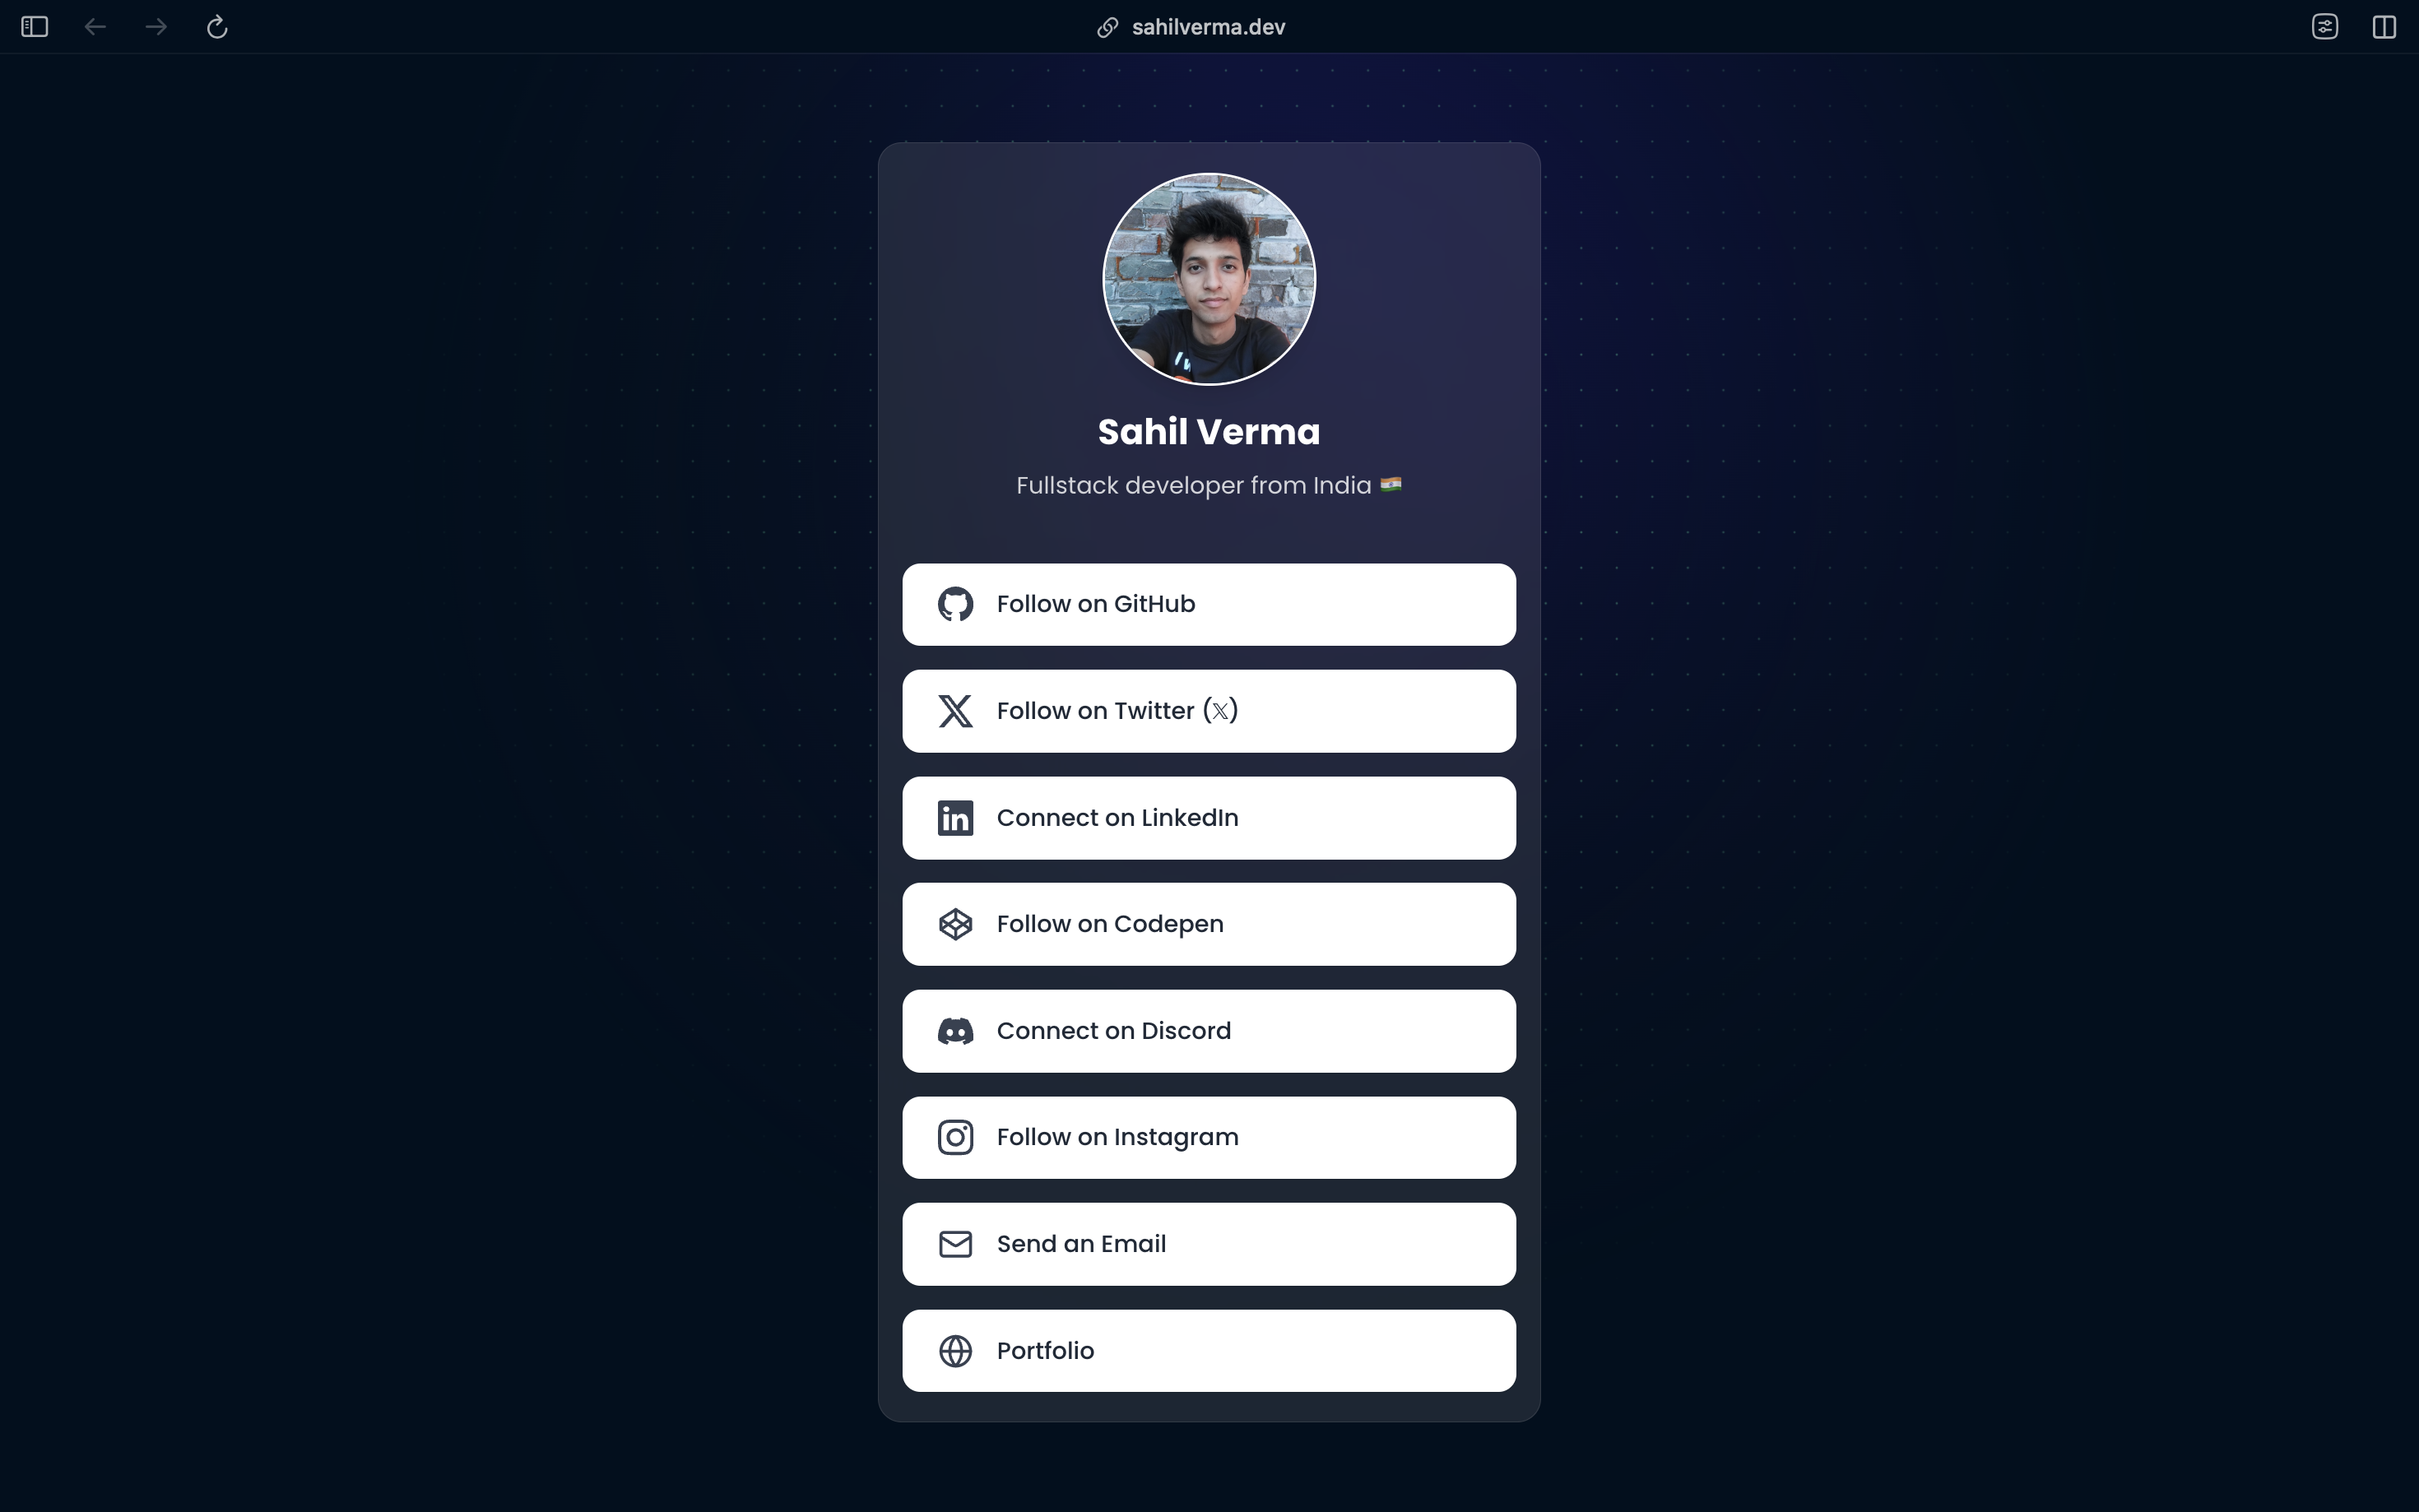 sahilverma.dev
Sahil Verma
Fullstack developer from India 🇮🇳
Follow on GitHub
Follow on Twitter (𝕏)
Connect on LinkedIn
Follow on Codepen
Connect on Discord
Follow on Instagram
Send an Email
Portfolio